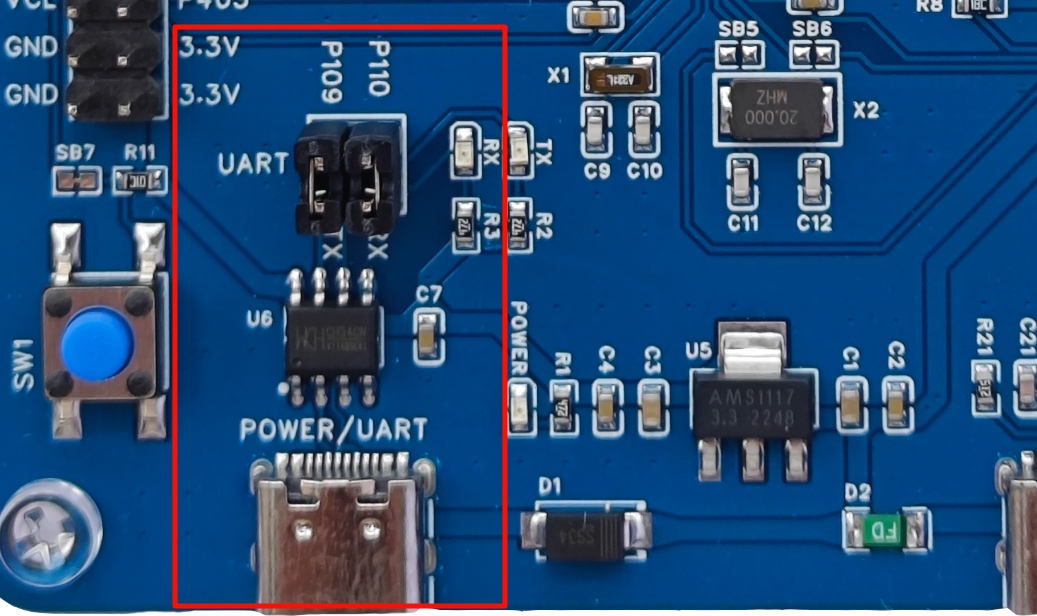 VCC P403
GND 3.3V
GND 3.3V
P109
P110
UART
RX
TX
SB7 R11
R3
R2
X1
C9 C10
SB5 SB6
R8
20.000
MHZ
X2
C11 C12
U6
C7
SW1
POWER
R1
C4
C3
U5
AMS1117
3.3 2248
C1
C2
R21
C21
POWER/UART
D1
SS34
D2
FD